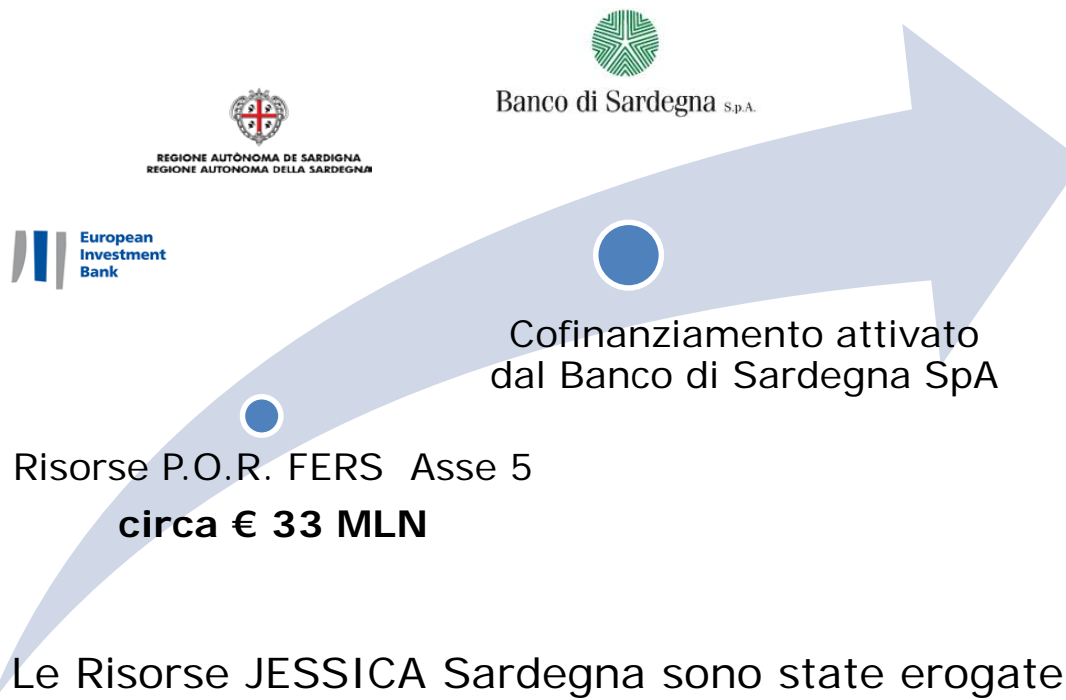 Banco di Sardegna S.p.A.
REGIONE AUTÒNOMA DE SARDIGNA
REGIONE AUTONOMA DELLA SARDEGNA
European
Investment
Bank
Cofinanziamento attivato
dal Banco di Sardegna SpA
Risorse P.O.R. FERS Asse 5
circa € 33 MLN
Le Risorse JESSICA Sardegna sono state erogate